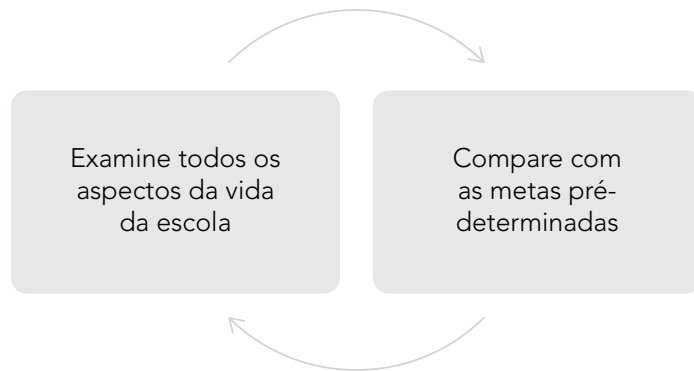 Examine todos os
aspectos da vida
da escola
Compare com
as metas pré-
determinadas